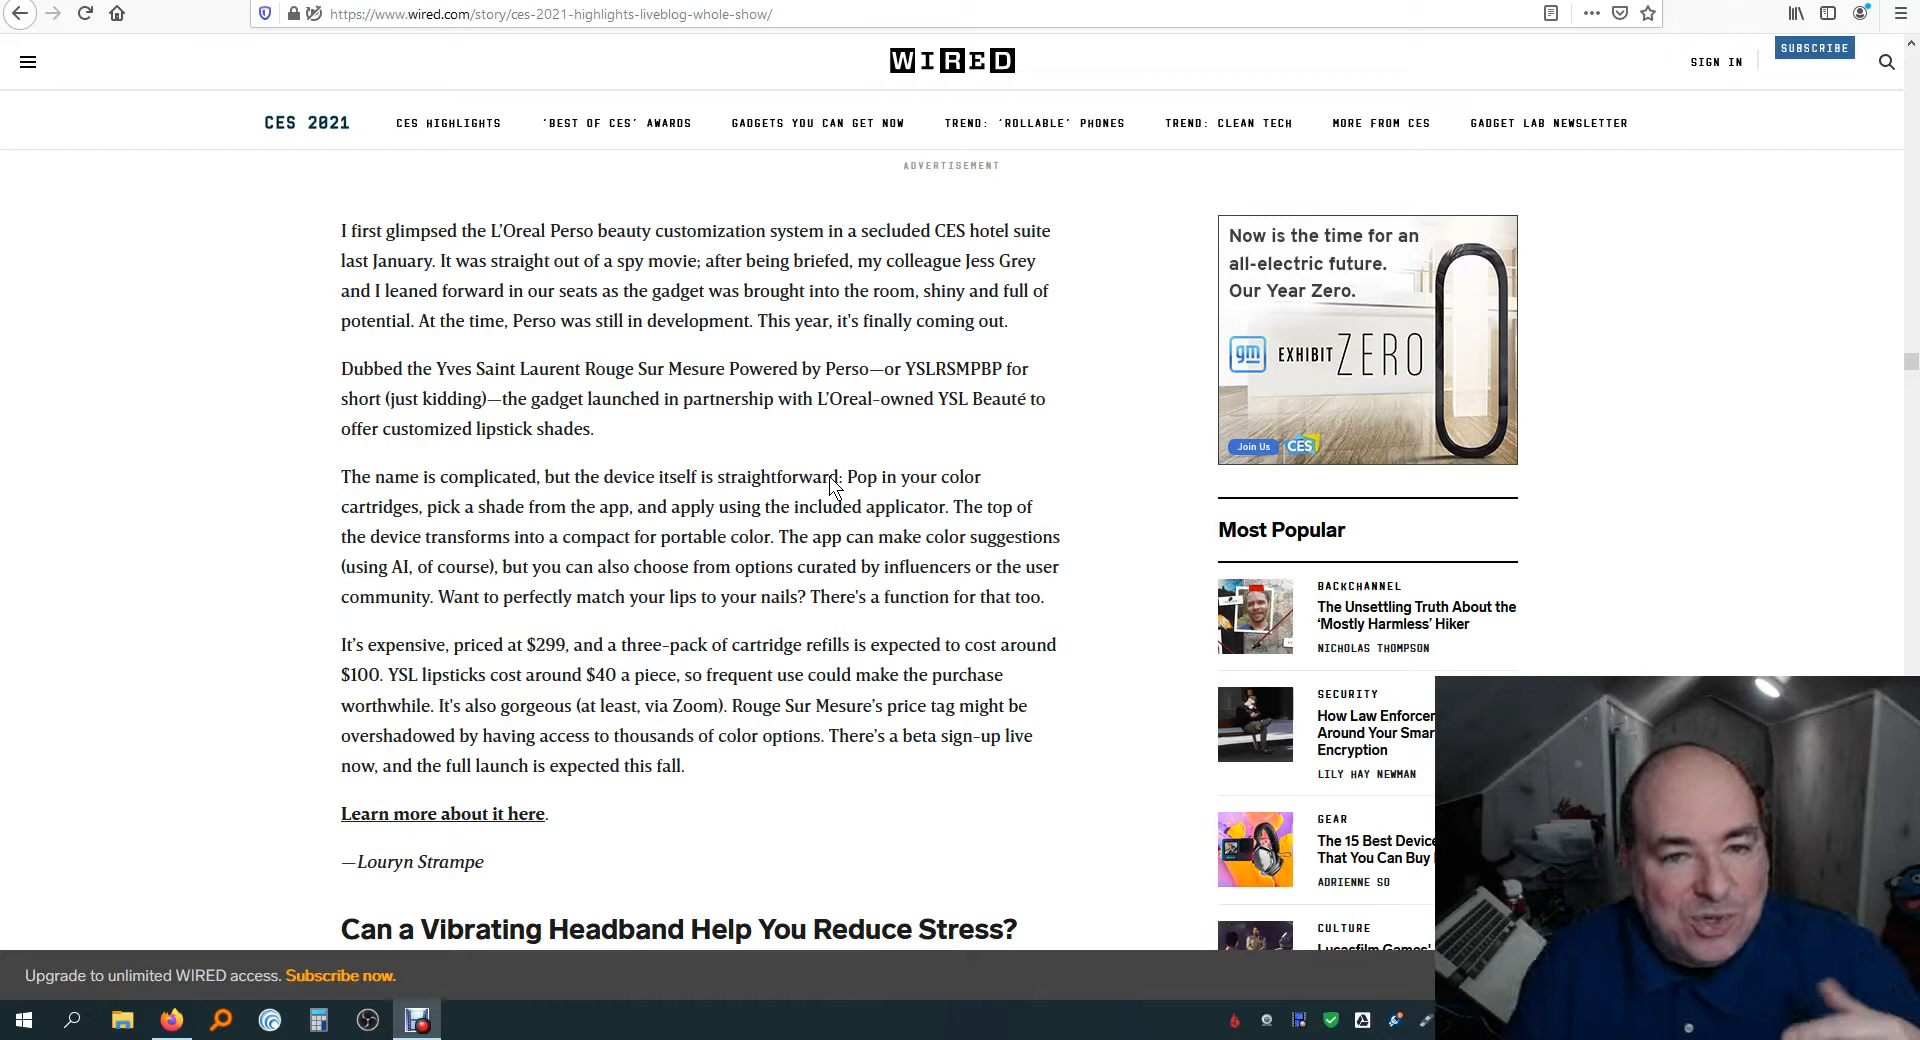 https://www.wired.com/story/ces-2021-highlights-liveblog-whole-show/
WIRED
SIGN IN
SUBSCRIBE
CES 2021
CES HIGHLIGHTS
‘BEST OF CES’ AWARDS
GADGETS YOU CAN GET NOW
TREND: ‘ROLLABLE’ PHONES
TREND: CLEAN TECH
MORE FROM CES
GADGET LAB NEWSLETTER
ADVERTISEMENT
I first glimpsed the L’Oreal Perso beauty customization system in a secluded CES hotel suite
last January. It was straight out of a spy movie; after being briefed, my colleague Jess Grey
and I leaned forward in our seats as the gadget was brought into the room, shiny and full of
potential. At the time, Perso was still in development. This year, it's finally coming out.
Dubbed the Yves Saint Laurent Rouge Sur Mesure Powered by Perso—or YSLRSMPBP for
short (just kidding)—the gadget launched in partnership with L’Oreal-owned YSL Beauté to
offer customized lipstick shades.
The name is complicated, but the device itself is straightforward: Pop in your color
cartridges, pick a shade from the app, and apply using the included applicator. The top of
the device transforms into a compact for portable color. The app can make color suggestions
(using AI, of course), but you can also choose from options curated by influencers or the user
community. Want to perfectly match your lips to your nails? There's a function for that too.
It’s expensive, priced at $299, and a three-pack of cartridge refills is expected to cost around
$100. YSL lipsticks cost around $40 a piece, so frequent use could make the purchase
worthwhile. It's also gorgeous (at least, via Zoom). Rouge Sur Mesure’s price tag might be
overshadowed by having access to thousands of color options. There’s a beta sign-up live
now, and the full launch is expected this fall.
Learn more about it here.
—Louryn Strampe
Can a Vibrating Headband Help You Reduce Stress?
Now is the time for an
all-electric future.
Our Year Zero.
gm EXHIBIT ZERO
Join Us
CES
Most Popular
BACKCHANNEL
The Unsettling Truth About the
‘Mostly Harmless’ Hiker
NICHOLAS THOMPSON
SECURITY
How Law Enforcer
Around Your Smar
Encryption
LILY HAY NEWMAN
GEAR
The 15 Best Device
That You Can Buy
ADRIENNE SO
CULTURE
Lucasfilm Games'
Upgrade to unlimited WIRED access. Subscribe now.